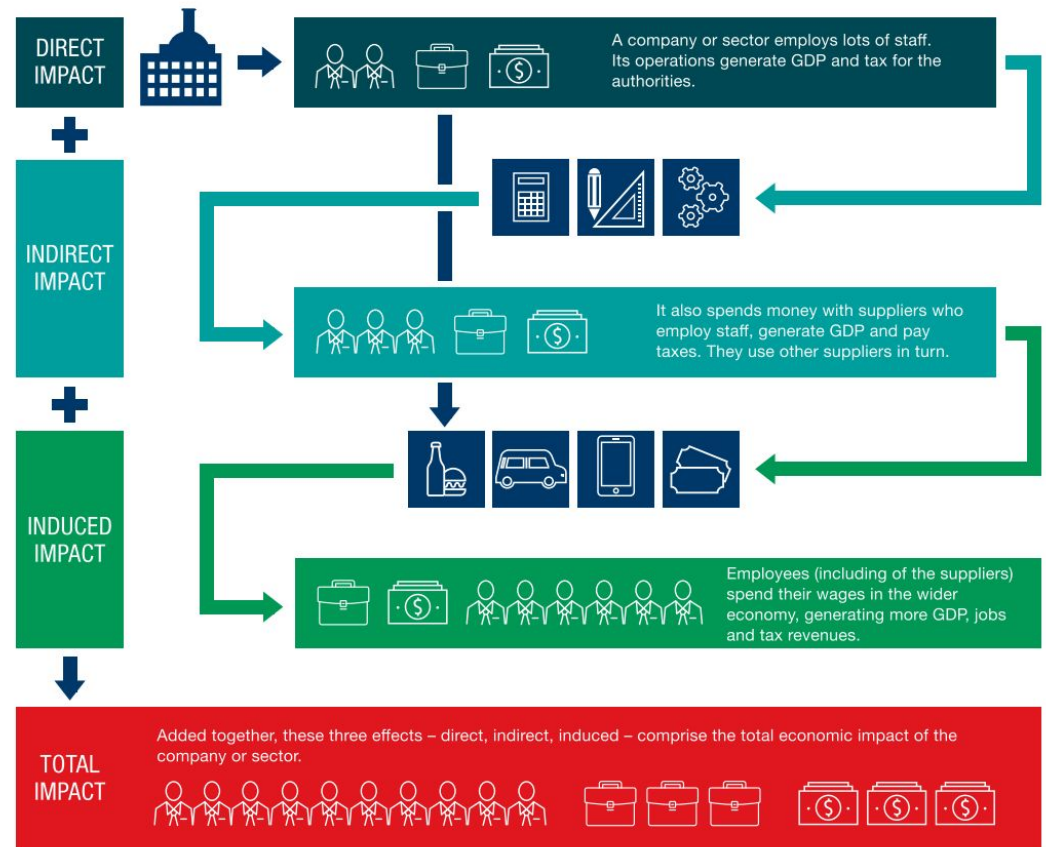 DIRECT
IMPACT
A company or sector employs lots of staff.
Its operations generate GDP and tax for the
authorities.
INDIRECT
IMPACT
It also spends money with suppliers who
employ staff, generate GDP and pay
taxes. They use other suppliers in turn.
INDUCED
IMPACT
Employees (including of the suppliers)
spend their wages in the wider
economy, generating more GDP, jobs
and tax revenues.
TOTAL
IMPACT
Added together, these three effects – direct, indirect, induced – comprise the total economic impact of the
company or sector.